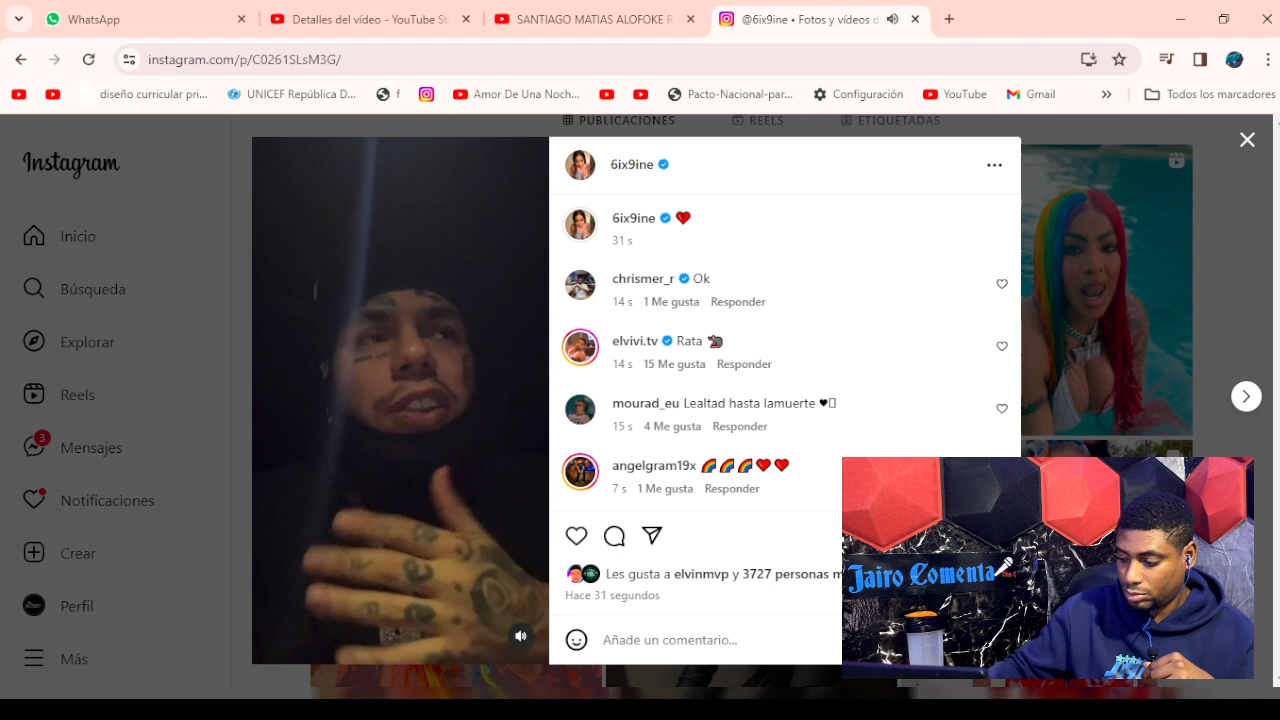 WhatsApp
Detalles del vídeo - YouTube St
SANTIAGO MATIAS ALOFOKE R
@6ix9ine • Fotos y vídeos d
instagram.com/p/C0261SLsM3G/
diseño curricular pri...
UNICEF República D...
f
Amor De Una Noch...
Pacto-Nacional-par...
Configuración
YouTube
Gmail
Todos los marcadores
PUBLICACIONES
REELS
ETIQUETADAS
Instagram
Inicio
Búsqueda
Explorar
Reels
3
Mensajes
Notificaciones
Crear
Perfil
Más
6ix9ine
6ix9ine ❤
31 s
chrismer_r Ok
14 s 1 Me gusta Responder
elvivi.tv Rata 🐀
14 s 15 Me gusta Responder
mourad_eu Lealtad hasta lamuerte ♥
15 s 4 Me gusta Responder
angelgram19x 🌈🌈🌈❤❤
7 s 1 Me gusta Responder
Les gusta a elvinmvp y 3727 personas m
Hace 31 segundos
Añade un comentario...
Jairo Comenta